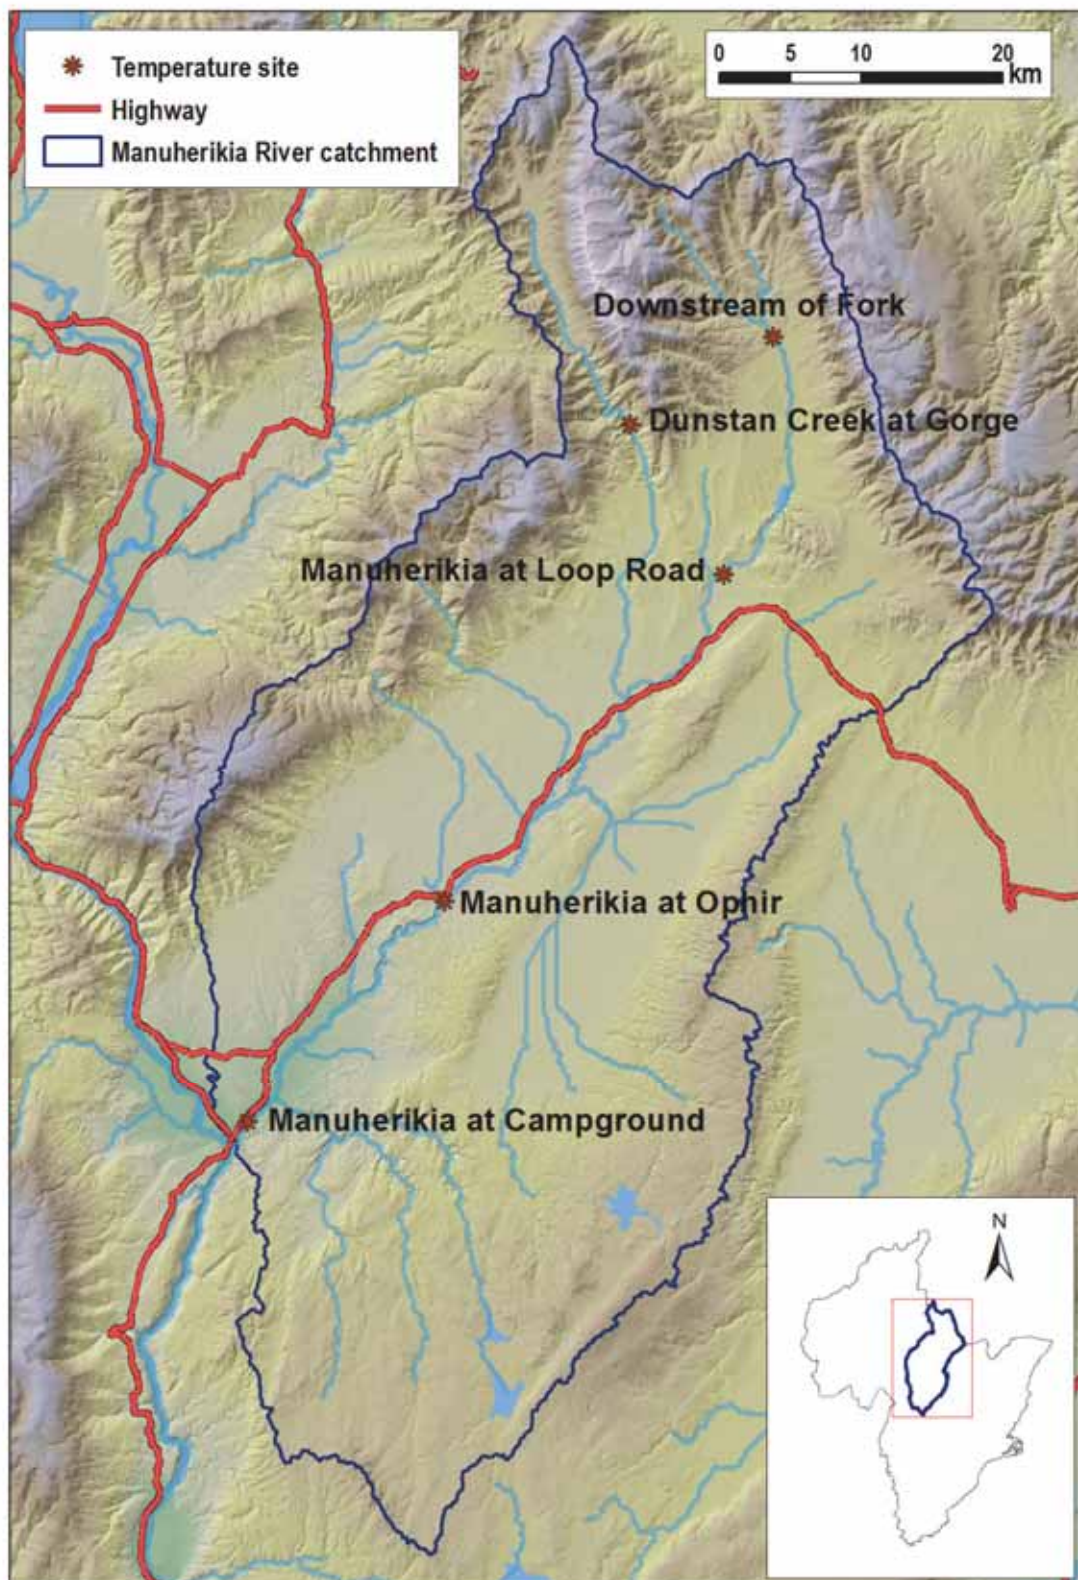 Temperature site
Highway
Manuherikia River catchment
0 5 10 20
km
Downstream of Fork
Dunstan Creek at Gorge
Manuherikia at Loop Road
Manuherikia at Ophir
Manuherikia at Campground
N